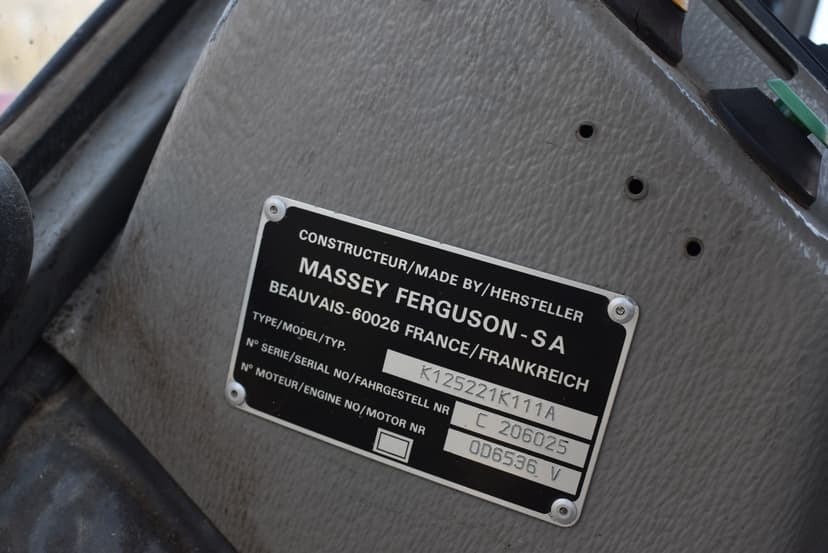 CONSTRUCTEUR/MADE BY/HERSTELLER
MASSEY FERGUSON-SA
BEAUVAIS-60026 FRANCE/FRANKREICH
TYPE/MODEL/TYP. K125221K111A
Nº SERIE/SERIAL NO/FAHRGESTELL NR C 206025
Nº MOTEUR/ENGINE NO/MOTOR NR OD6536 V